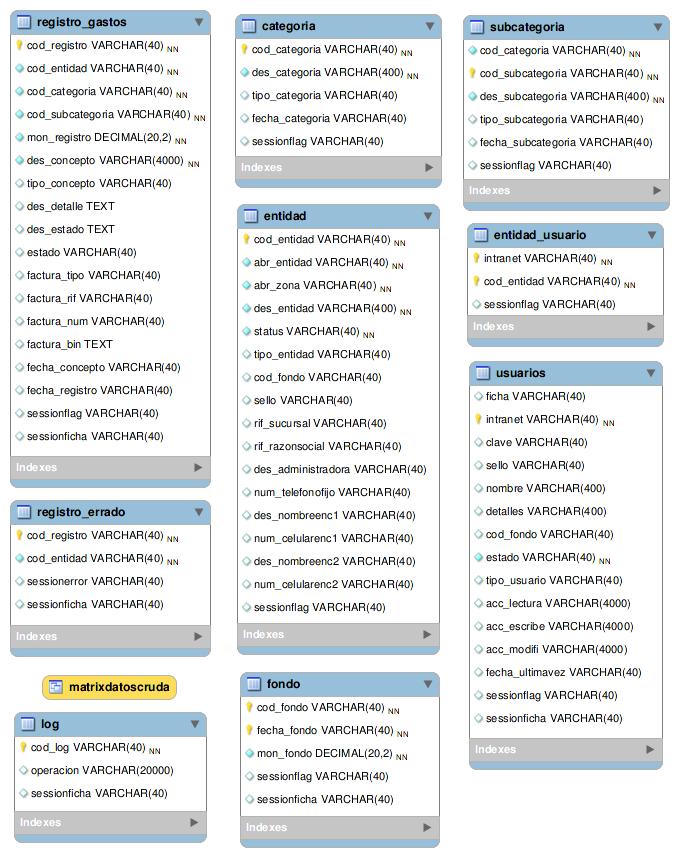 registro_gastos
cod_registro VARCHAR(40) NN
cod_entidad VARCHAR(40) NN
cod_categoria VARCHAR(40) NN
cod_subcategoria VARCHAR(40) NN
mon_registro DECIMAL(20,2) NN
des_concepto VARCHAR(4000) NN
tipo_concepto VARCHAR(40)
des_detalle TEXT
des_estado TEXT
estado VARCHAR(40)
factura_tipo VARCHAR(40)
factura_rif VARCHAR(40)
factura_num VARCHAR(40)
factura_bin TEXT
fecha_concepto VARCHAR(40)
fecha_registro VARCHAR(40)
sessionflag VARCHAR(40)
sessionficha VARCHAR(40)
Indexes
registro_errado
cod_registro VARCHAR(40) NN
cod_entidad VARCHAR(40) NN
sessionerror VARCHAR(40)
sessionficha VARCHAR(40)
Indexes
matrixdatoscruda
log
cod_log VARCHAR(40) NN
operacion VARCHAR(20000)
sessionficha VARCHAR(40)
Indexes
categoria
cod_categoria VARCHAR(40) NN
des_categoria VARCHAR(400) NN
tipo_categoria VARCHAR(40)
fecha_categoria VARCHAR(40)
sessionflag VARCHAR(40)
Indexes
entidad
cod_entidad VARCHAR(40) NN
abr_entidad VARCHAR(40) NN
abr_zona VARCHAR(40) NN
des_entidad VARCHAR(400) NN
status VARCHAR(40) NN
tipo_entidad VARCHAR(40)
cod_fondo VARCHAR(40)
sello VARCHAR(40)
rif_sucursal VARCHAR(40)
rif_razonsocial VARCHAR(40)
des_administradora VARCHAR(40)
num_telefonofijo VARCHAR(40)
des_nombreenc1 VARCHAR(40)
num_celularenc1 VARCHAR(40)
des_nombreenc2 VARCHAR(40)
num_celularenc2 VARCHAR(40)
sessionflag VARCHAR(40)
Indexes
fondo
cod_fondo VARCHAR(40) NN
fecha_fondo VARCHAR(40) NN
mon_fondo DECIMAL(20,2) NN
sessionflag VARCHAR(40)
sessionficha VARCHAR(40)
Indexes
subcategoria
cod_categoria VARCHAR(40) NN
cod_subcategoria VARCHAR(40) NN
des_subcategoria VARCHAR(400) NN
tipo_subcategoria VARCHAR(40)
fecha_subcategoria VARCHAR(40)
sessionflag VARCHAR(40)
Indexes
entidad_usuario
intranet VARCHAR(40) NN
cod_entidad VARCHAR(40) NN
sessionflag VARCHAR(40)
Indexes
usuarios
ficha VARCHAR(40)
intranet VARCHAR(40) NN
clave VARCHAR(40)
sello VARCHAR(40)
nombre VARCHAR(400)
detalles VARCHAR(400)
cod_fondo VARCHAR(40)
estado VARCHAR(40) NN
tipo_usuario VARCHAR(40)
acc_lectura VARCHAR(4000)
acc_escribe VARCHAR(4000)
acc_modifi VARCHAR(4000)
fecha_ultimavez VARCHAR(40)
sessionflag VARCHAR(40)
sessionficha VARCHAR(40)
Indexes